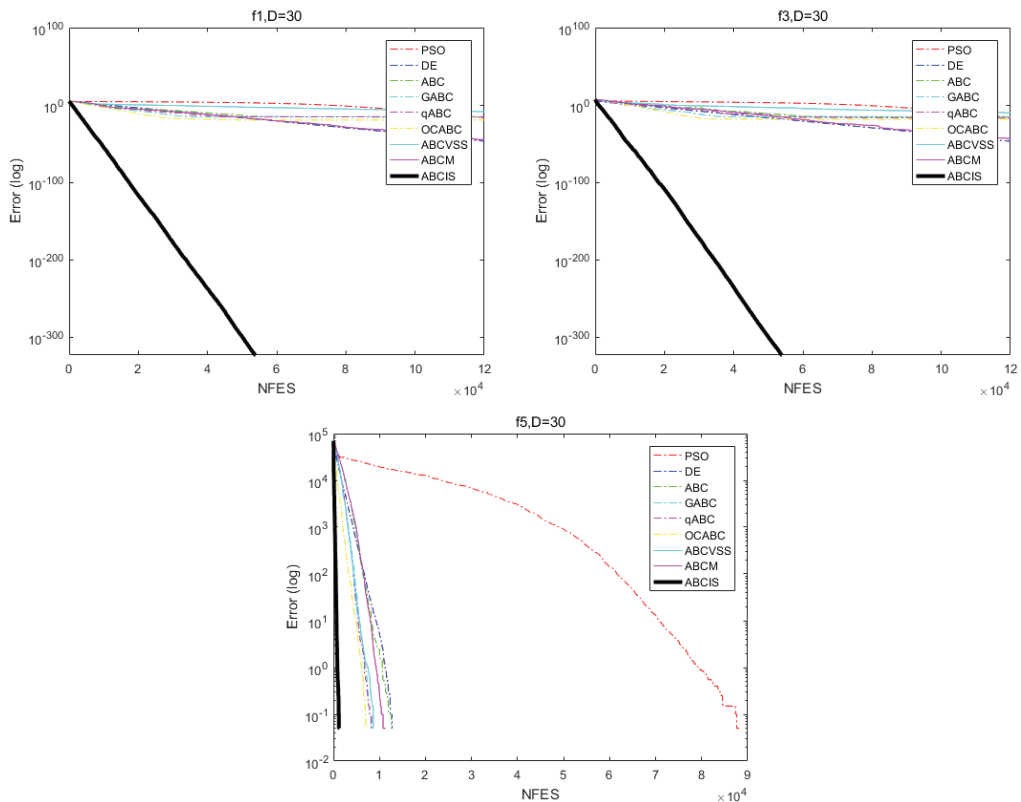 f1,D=30
10^100
10^0
10^-100
10^-200
10^-300
Error (log)
0
2
4
6
8
10
12
NFES
× 10^4
PSO
DE
ABC
GABC
qABC
OCABC
ABCVSS
ABCM
ABCIS
f3,D=30
10^100
10^0
10^-100
10^-200
10^-300
Error (log)
0
2
4
6
8
10
12
NFES
× 10^4
PSO
DE
ABC
GABC
qABC
OCABC
ABCVSS
ABCM
ABCIS
f5,D=30
10^5
10^4
10^3
10^2
10^1
10^0
10^-1
10^-2
Error (log)
0
1
2
3
4
5
6
7
8
9
NFES
× 10^4
PSO
DE
ABC
GABC
qABC
OCABC
ABCVSS
ABCM
ABCIS